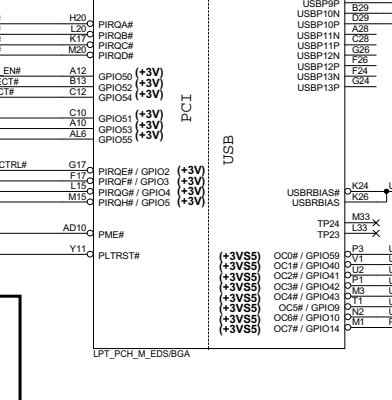 H20 PIRQA#
L20 PIRQB#
K17 PIRQC#
M20 PIRQD#
EN# A12 GPIO50 (+3V)
ECT# B13 GPIO52 (+3V)
CT# C12 GPIO54 (+3V)
C10 GPIO51 (+3V)
A10 GPIO53 (+3V)
AL6 GPIO55 (+3V)
PCI
CTRL# G17 PIRQE# / GPIO2 (+3V)
F17 PIRQF# / GPIO3 (+3V)
L15 PIRQG# / GPIO4 (+3V)
M15 PIRQH# / GPIO5 (+3V)
AD10 PME#
Y11 PLTRST#
USB
USBP9P
USBP10N B29
USBP10P D29
USBP11N A28
USBP11P C28
USBP12N G26
USBP12P F26
USBP13N F24
USBP13P G24
USBRBIAS# K24
USBRBIAS K26
TP24 M33
TP23 L33
(+3VS5) OC0# / GPIO59 P3
(+3VS5) OC1# / GPIO40 V1
(+3VS5) OC2# / GPIO41 U2
(+3VS5) OC3# / GPIO42 P1
(+3VS5) OC4# / GPIO43 M3
(+3VS5) OC5# / GPIO9 T1
(+3VS5) OC6# / GPIO10 N2
(+3VS5) OC7# / GPIO14 M1
LPT_PCH_M_EDS/BGA